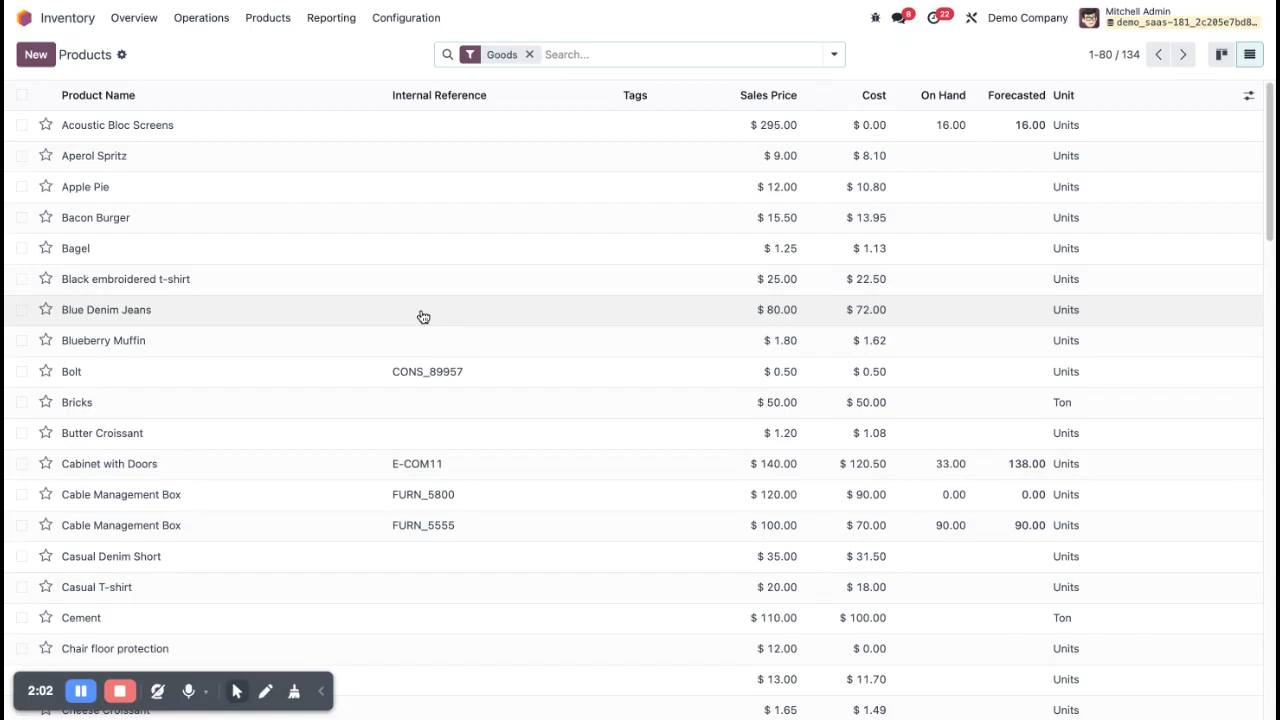 Inventory Overview Operations Products Reporting Configuration 8 22 Demo Company Mitchell Admin
demo_saas-181_2c205e7bd8...
New Products Goods Search... 1-80 / 134
Product Name Internal Reference Tags Sales Price Cost On Hand Forecasted Unit
Acoustic Bloc Screens $ 295.00 $ 0.00 16.00 16.00 Units
Aperol Spritz $ 9.00 $ 8.10 Units
Apple Pie $ 12.00 $ 10.80 Units
Bacon Burger $ 15.50 $ 13.95 Units
Bagel $ 1.25 $ 1.13 Units
Black embroidered t-shirt $ 25.00 $ 22.50 Units
Blue Denim Jeans $ 80.00 $ 72.00 Units
Blueberry Muffin $ 1.80 $ 1.62 Units
Bolt CONS_89957 $ 0.50 $ 0.50 Units
Bricks $ 50.00 $ 50.00 Ton
Butter Croissant $ 1.20 $ 1.08 Units
Cabinet with Doors E-COM11 $ 140.00 $ 120.50 33.00 138.00 Units
Cable Management Box FURN_5800 $ 120.00 $ 90.00 0.00 0.00 Units
Cable Management Box FURN_5555 $ 100.00 $ 70.00 90.00 90.00 Units
Casual Denim Short $ 35.00 $ 31.50 Units
Casual T-shirt $ 20.00 $ 18.00 Units
Cement $ 110.00 $ 100.00 Ton
Chair floor protection $ 12.00 $ 0.00 Units
2:02 $ 13.00 $ 11.70 Units
Cheese Croissant $ 1.65 $ 1.49 Units